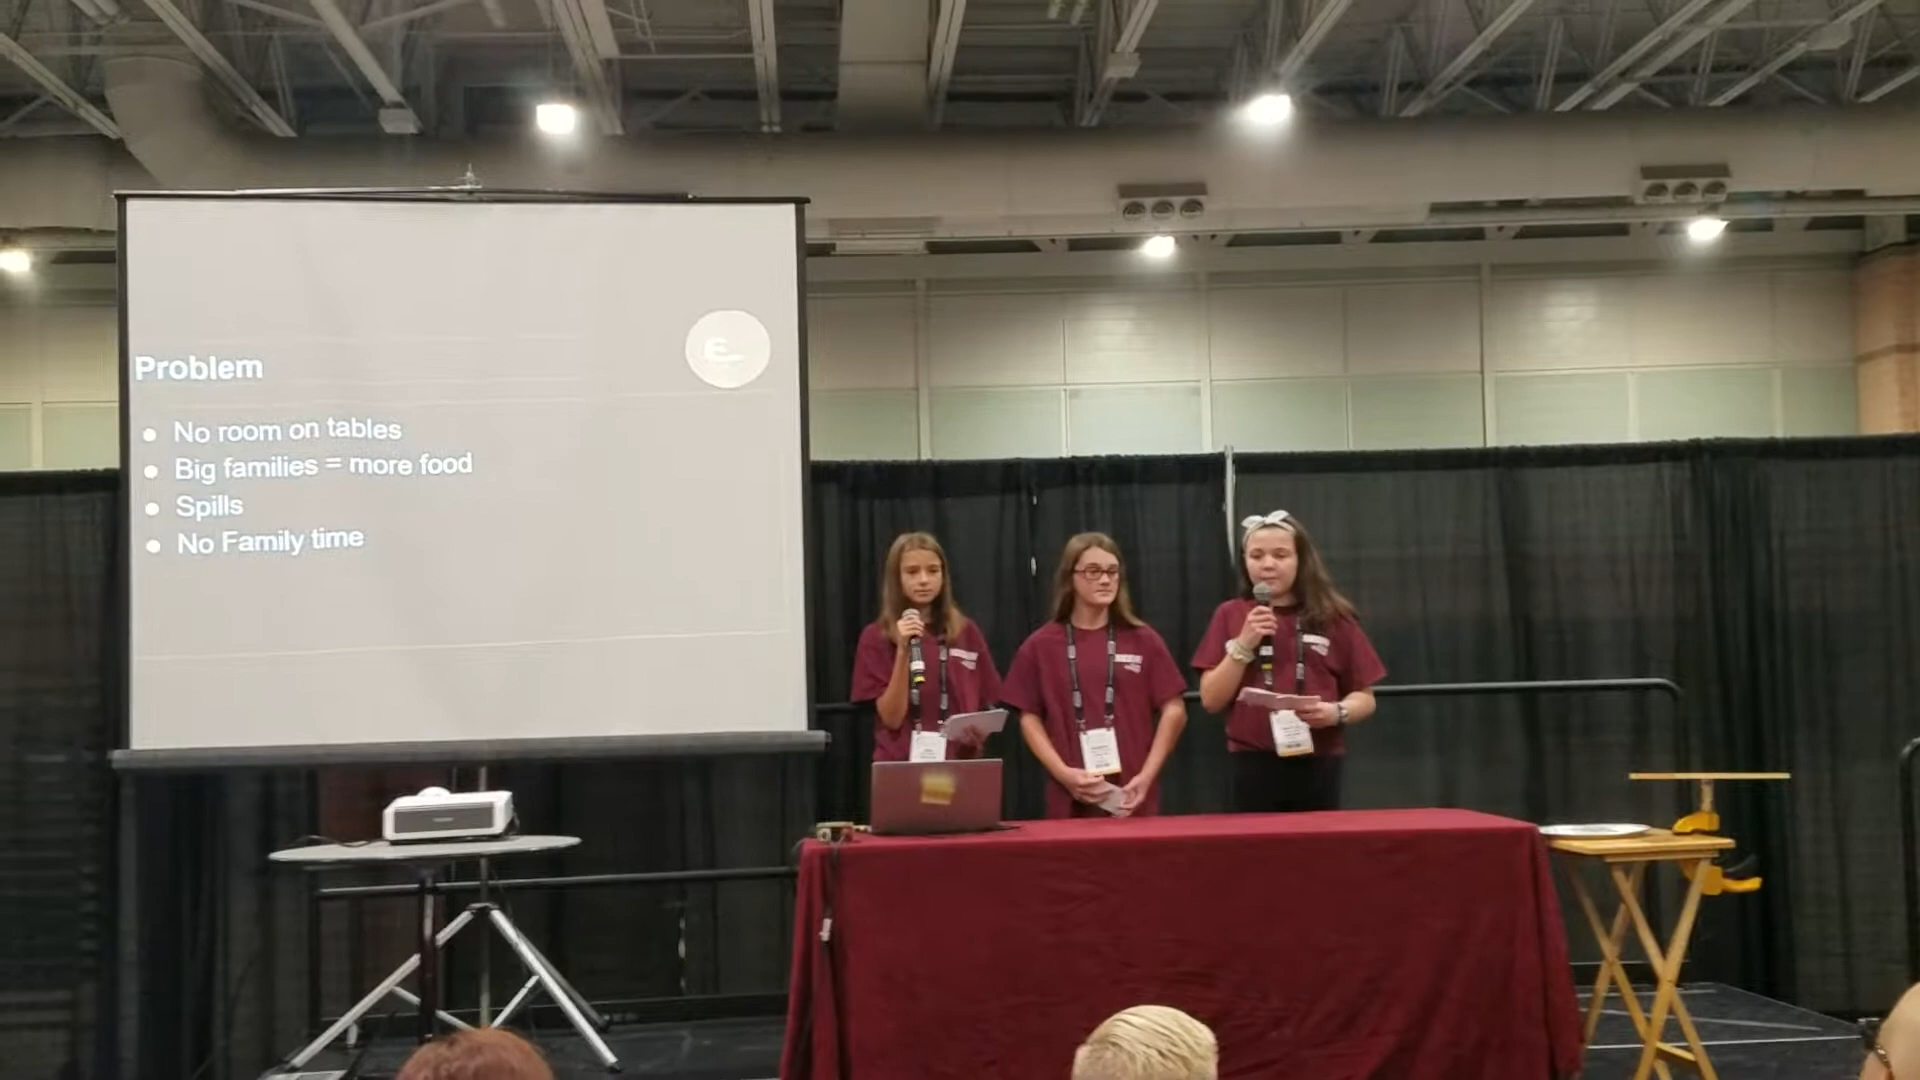 Problem
No room on tables
Big families = more food
Spills
No Family time